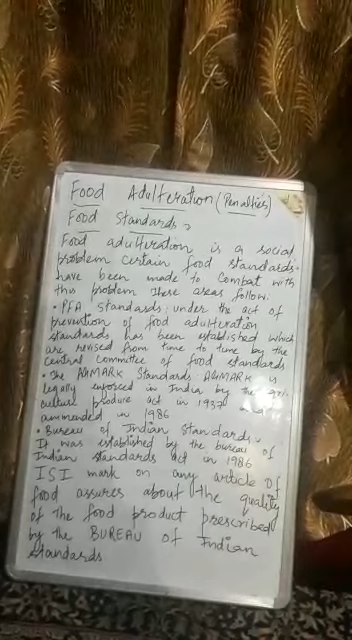 Food Adulteration (Penalties)
Food Standards
Food adulteration is a social
problem certain food standards
have been made to combat with
this problem these areas follow.
• PFA standards: under the act of
prevention of food adulteration
standards has been established which
are revised from time to time by the
central committee of food standards
• The AGMARK Standards AGMARK is
legally enforced in India by the agri-
culture produce act in 1937
ammended in 1986
• Bureau of Indian Standards.
It was established by the bureau of
Indian standards act in 1986
ISI mark on any article of
food assures about the quality
of the food product prescribed
by the BUREAU of Indian
standards